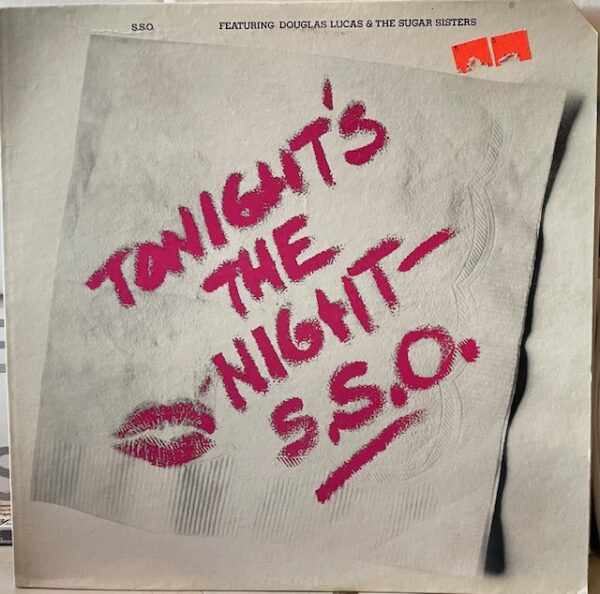 S.S.O. FEATURING DOUGLAS LUCAS & THE SUGAR SISTERS
TONIGHT'S
THE
NIGHT—
S.S.O.